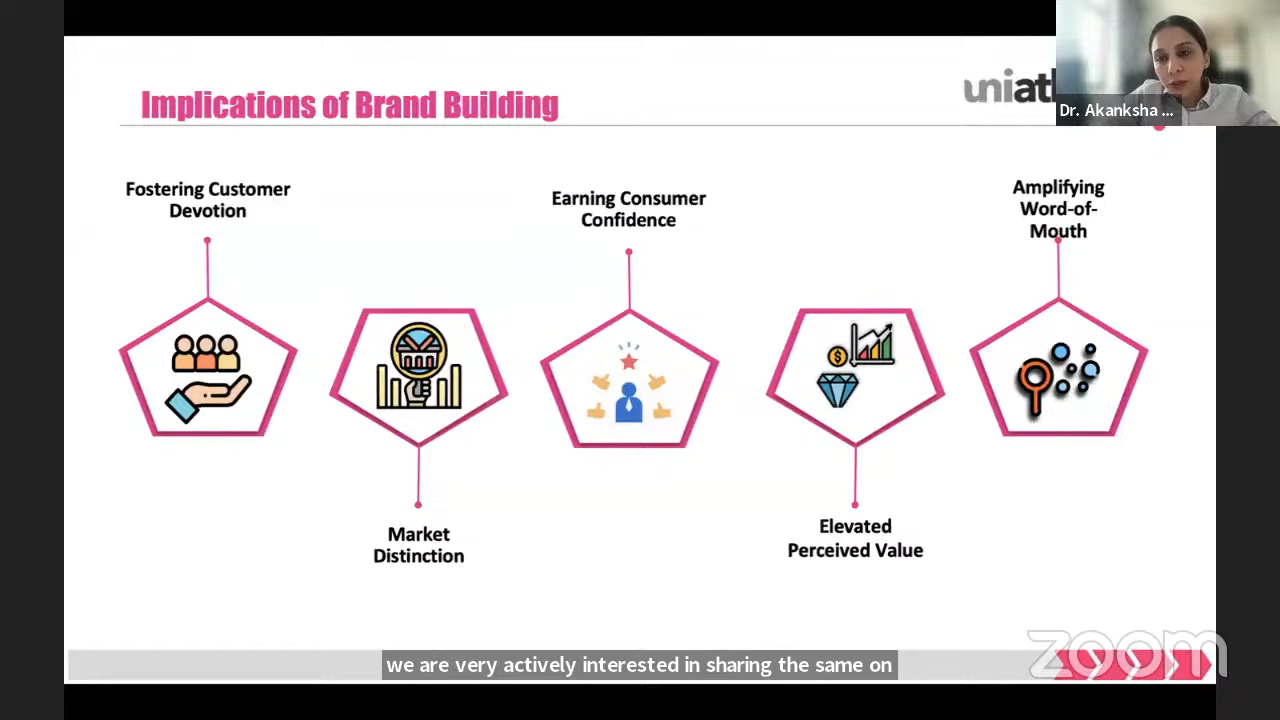 Implications of Brand Building
Dr. Akanksha ...
Fostering Customer
Devotion
Earning Consumer
Confidence
Amplifying
Word-of-
Mouth
Market
Distinction
Elevated
Perceived Value
we are very actively interested in sharing the same on
zoom